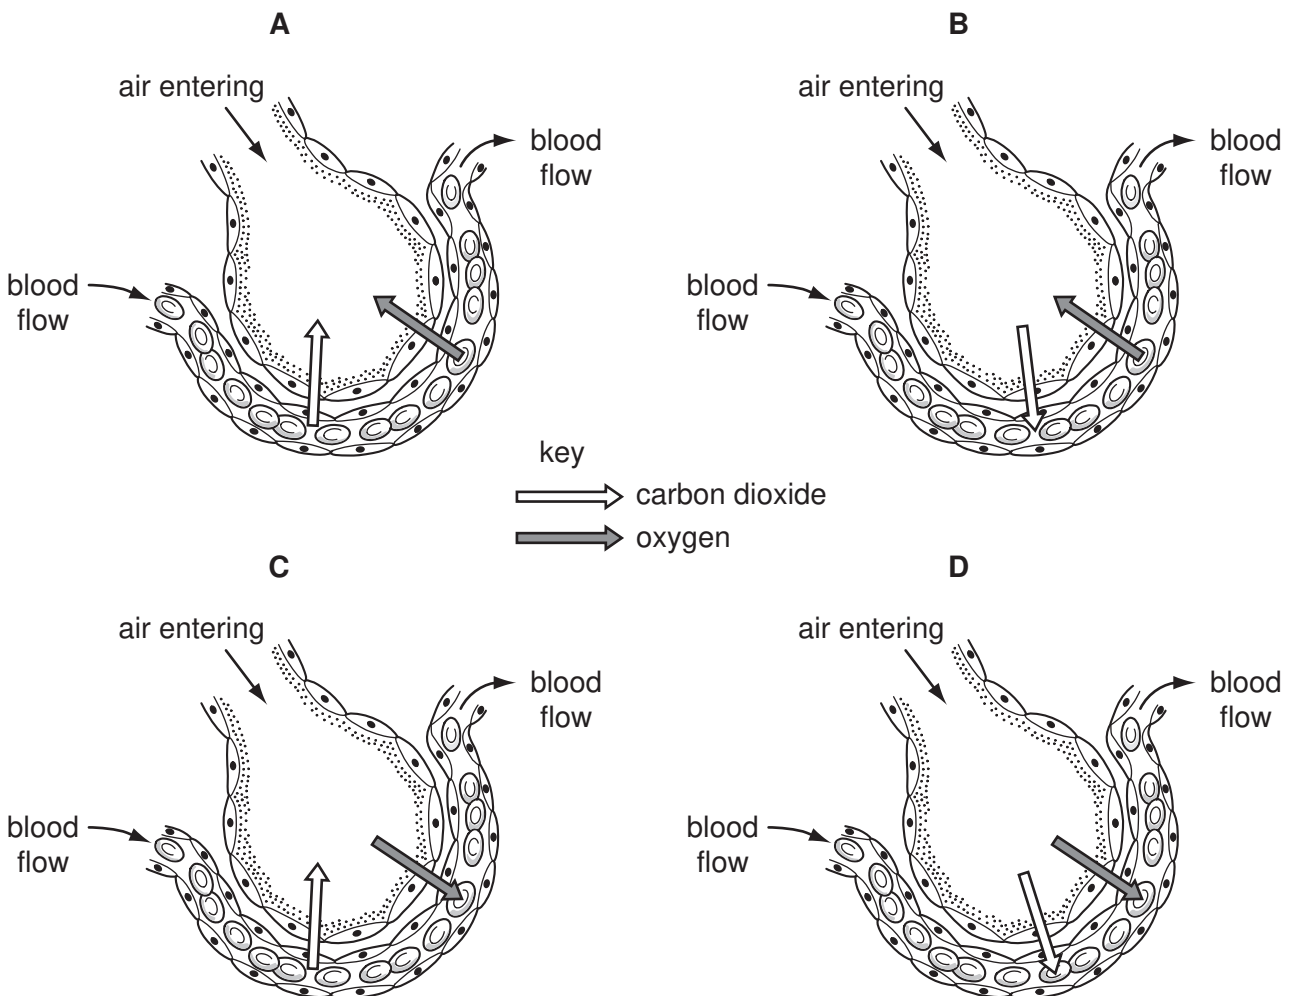 A
air entering
blood
flow
blood
flow
B
air entering
blood
flow
blood
flow
key
carbon dioxide
oxygen
C
air entering
blood
flow
blood
flow
D
air entering
blood
flow
blood
flow